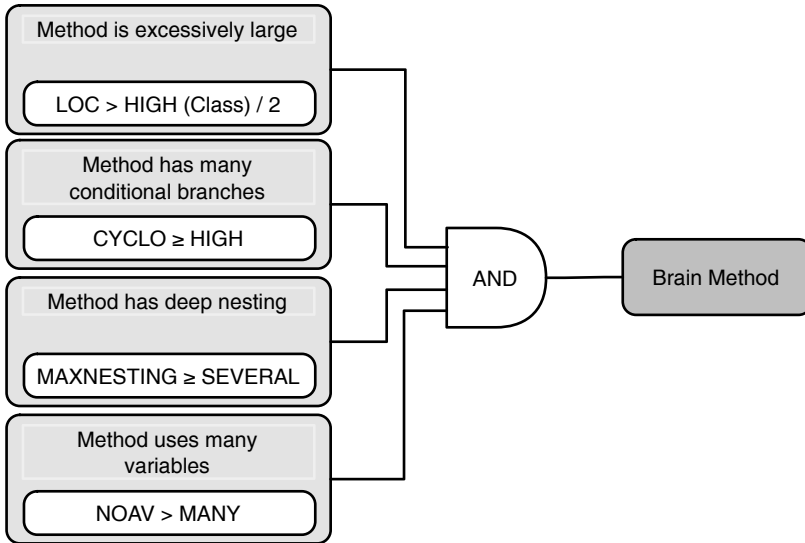 Method is excessively large
LOC > HIGH (Class) / 2
Method has many
conditional branches
CYCLO ≥ HIGH
Method has deep nesting
MAXNESTING ≥ SEVERAL
Method uses many
variables
NOAV > MANY
AND
Brain Method